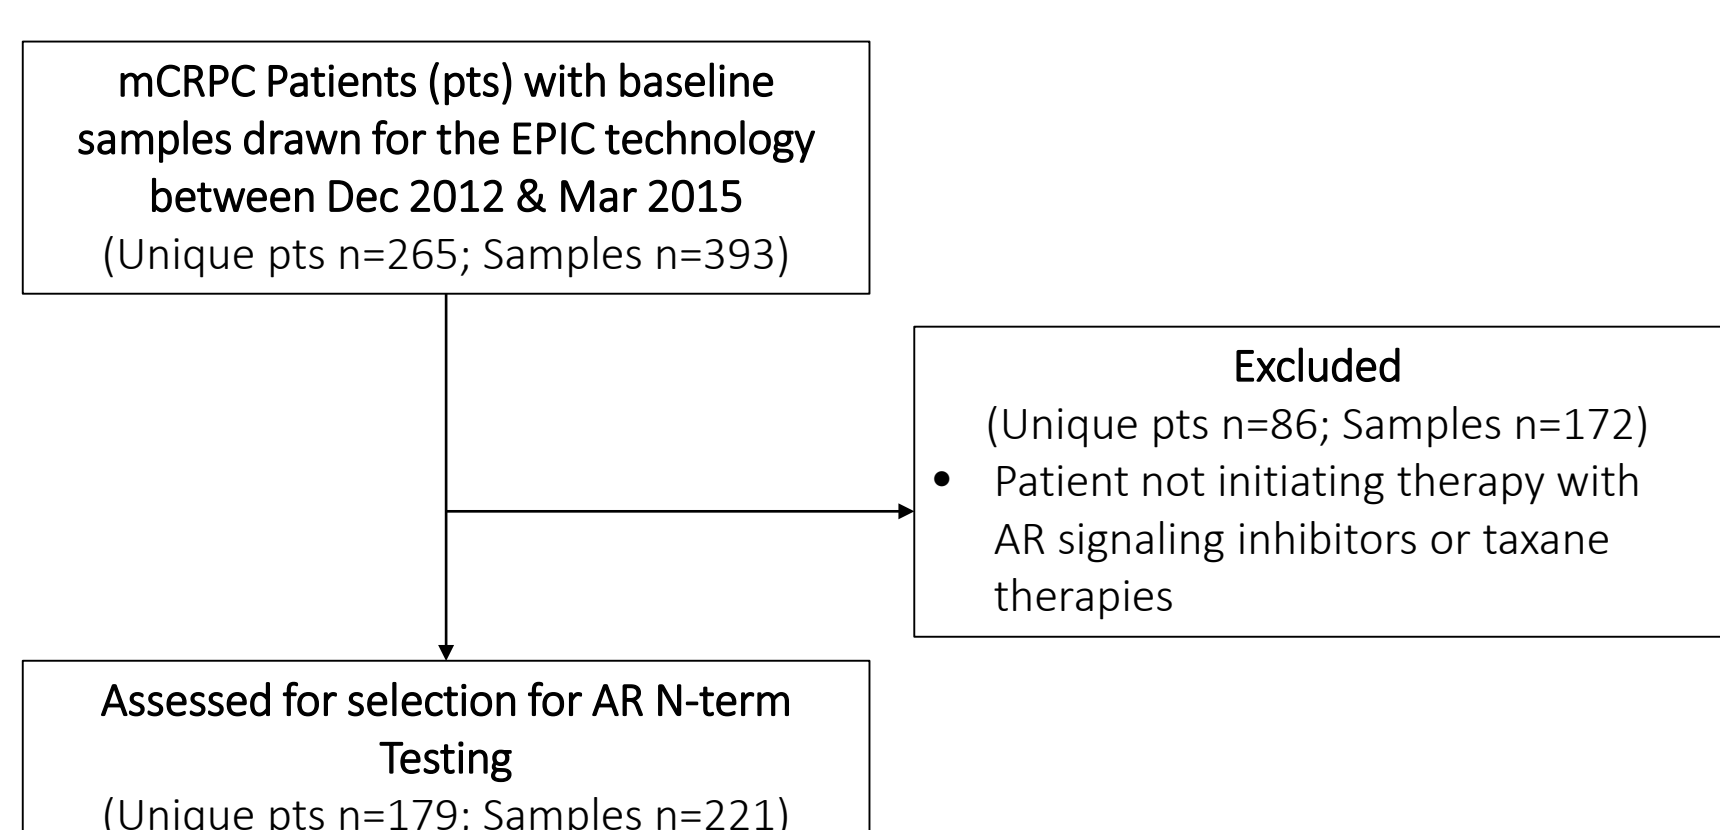 mCRPC Patients (pts) with baseline
samples drawn for the EPIC technology
between Dec 2012 & Mar 2015
(Unique pts n=265; Samples n=393)
Excluded
(Unique pts n=86; Samples n=172)
• Patient not initiating therapy with
AR signaling inhibitors or taxane
therapies
Assessed for selection for AR N-term
Testing
(Unique pts n=179; Samples n=221)